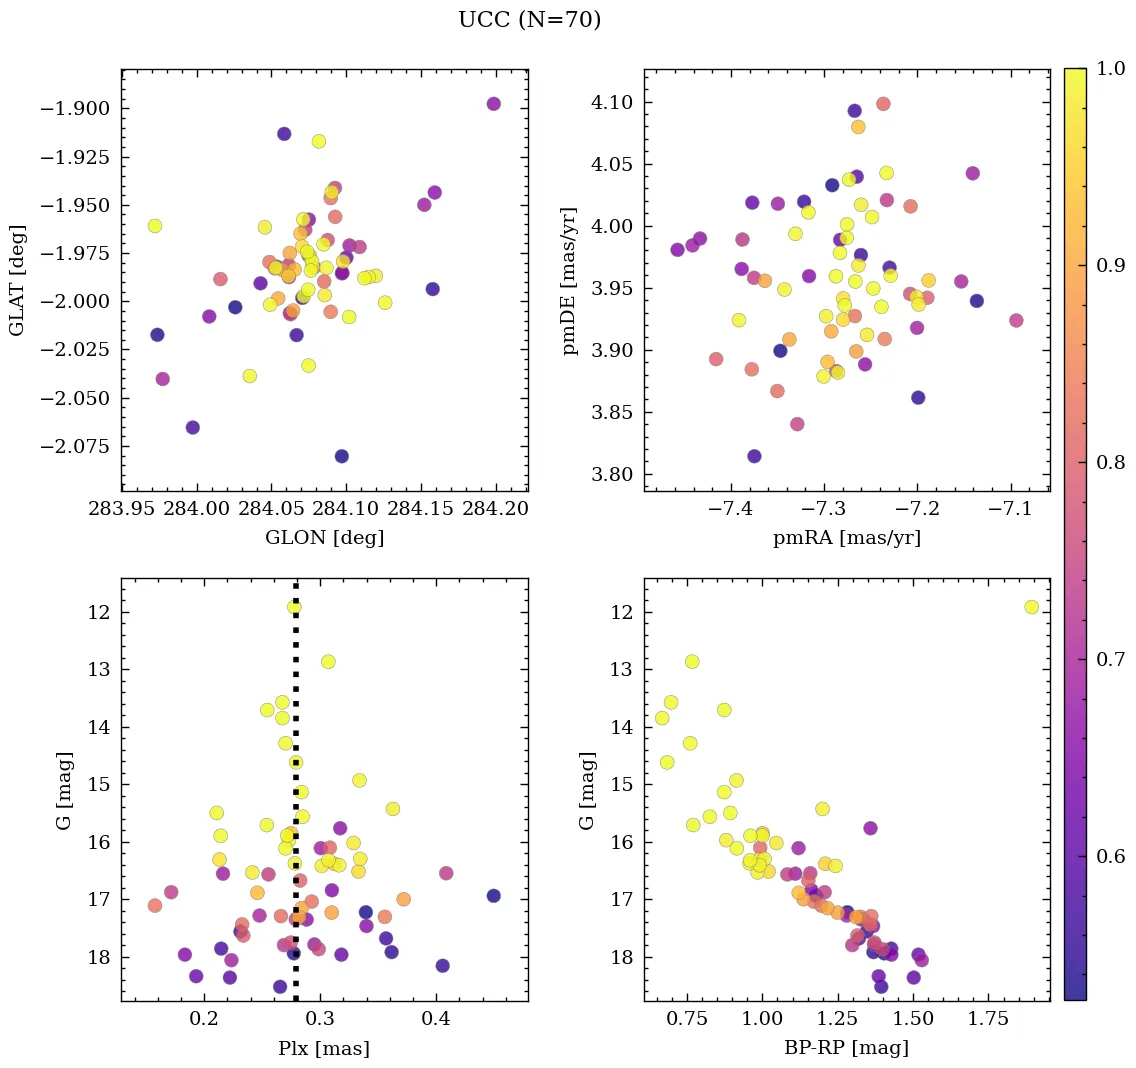 UCC (N=70)
−1.900
−1.925
−1.950
−1.975
−2.000
−2.025
−2.050
−2.075
GLAT [deg]
283.95 284.00 284.05 284.10 284.15 284.20
GLON [deg]
4.10
4.05
4.00
3.95
3.90
3.85
3.80
pmDE [mas/yr]
−7.4 −7.3 −7.2 −7.1
pmRA [mas/yr]
12
13
14
15
16
17
18
G [mag]
0.2 0.3 0.4
Plx [mas]
12
13
14
15
16
17
18
G [mag]
0.75 1.00 1.25 1.50 1.75
BP-RP [mag]
1.0
0.9
0.8
0.7
0.6